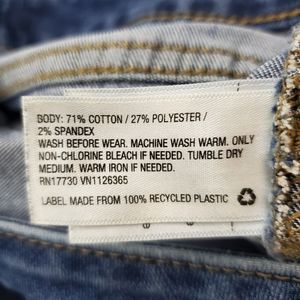 BODY: 71% COTTON / 27% POLYESTER /
2% SPANDEX
WASH BEFORE WEAR. MACHINE WASH WARM. ONLY
NON-CHLORINE BLEACH IF NEEDED. TUMBLE DRY
MEDIUM. WARM IRON IF NEEDED.
RN17730 VN1126365
LABEL MADE FROM 100% RECYCLED PLASTIC